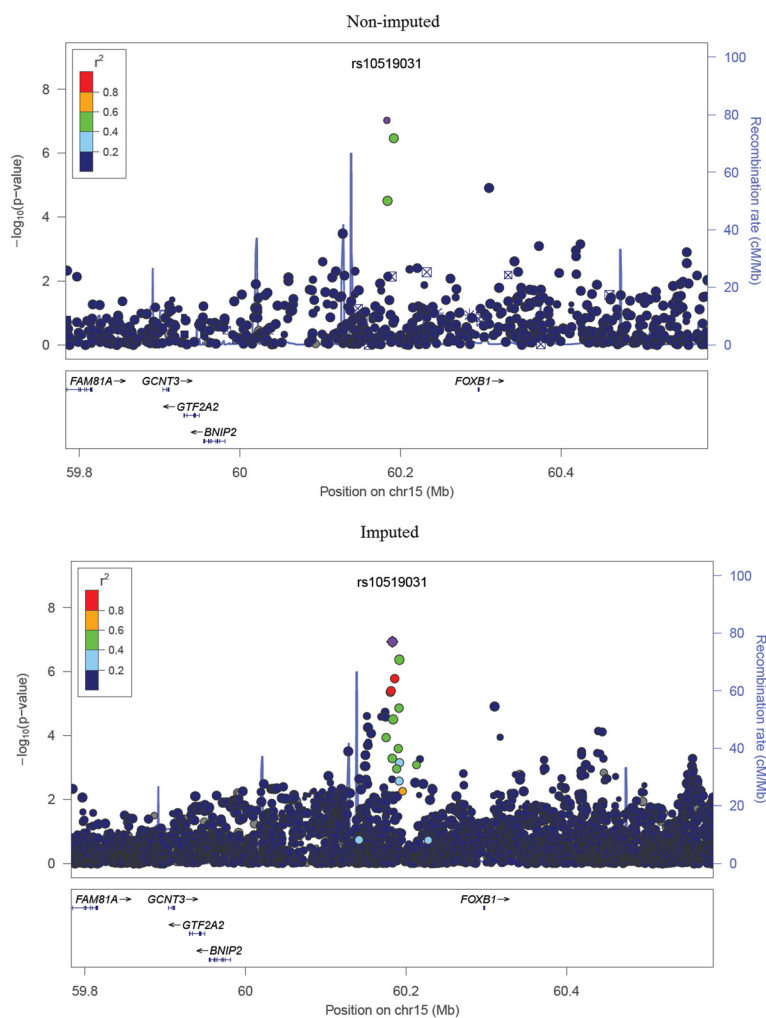 Non-imputed
rs10519031
r2
0.8
0.6
0.4
0.2
8
6
4
2
0
−log10(p−value)
100
80
60
40
20
0
Recombination rate (cM/Mb)
FAM81A→
GCNT3→
FOXB1→
←GTF2A2
←BNIP2
59.8 60 60.2 60.4
Position on chr15 (Mb)
Imputed
rs10519031
r2
0.8
0.6
0.4
0.2
8
6
4
2
0
−log10(p−value)
100
80
60
40
20
0
Recombination rate (cM/Mb)
FAM81A→
GCNT3→
FOXB1→
←GTF2A2
←BNIP2
59.8 60 60.2 60.4
Position on chr15 (Mb)